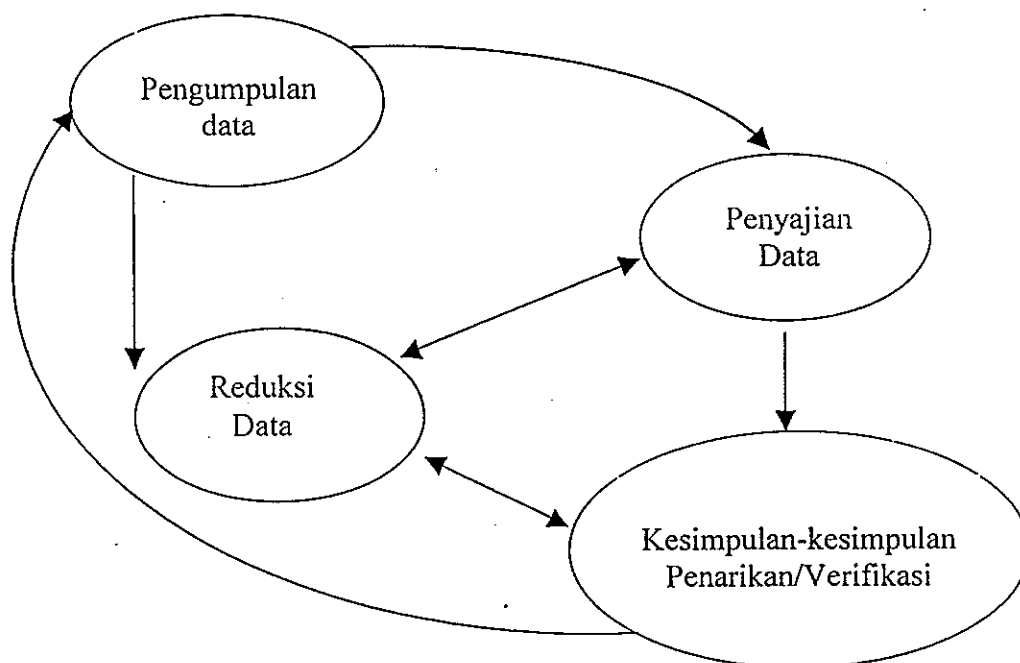 Pengumpulan
data
Penyajian
Data
Reduksi
Data
Kesimpulan-kesimpulan
Penarikan/Verifikasi